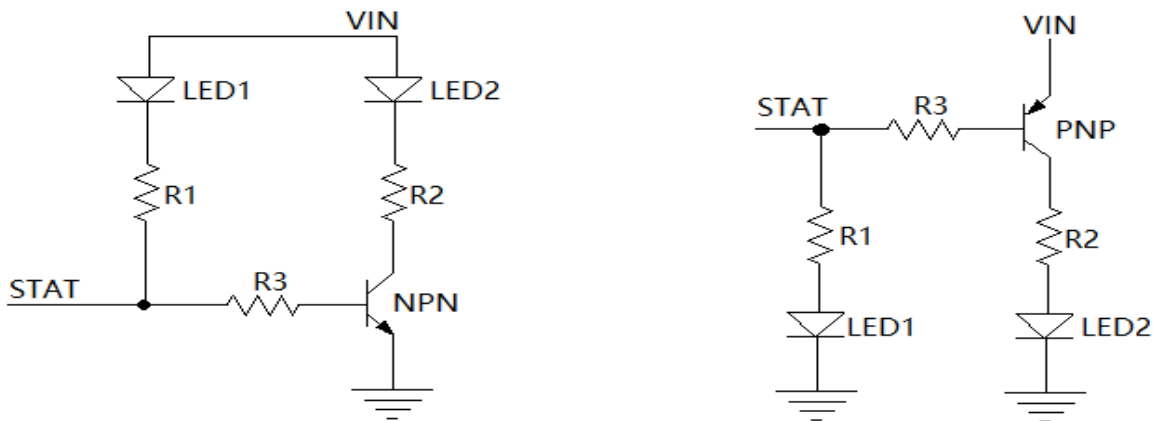 VIN
LED1
LED2
R1
R2
STAT
R3
NPN
VIN
STAT
R3
PNP
R1
R2
LED1
LED2